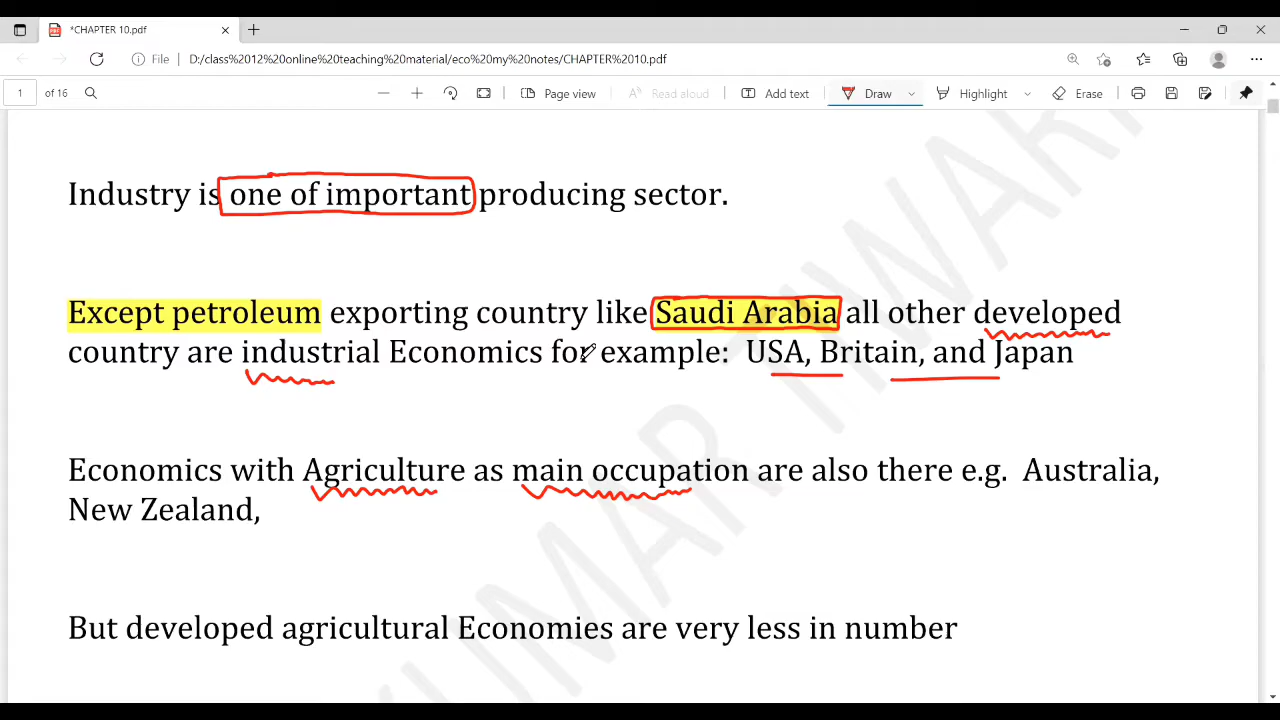 *CHAPTER 10.pdf
File D:/class%2012%20online%20teaching%20material/eco%20my%20notes/CHAPTER%2010.pdf
1 of 16 Page view Read aloud Add text Draw Highlight Erase
Industry is one of important producing sector.
Except petroleum exporting country like Saudi Arabia all other developed
country are industrial Economics for example: USA, Britain, and Japan
Economics with Agriculture as main occupation are also there e.g. Australia,
New Zealand,
But developed agricultural Economies are very less in number